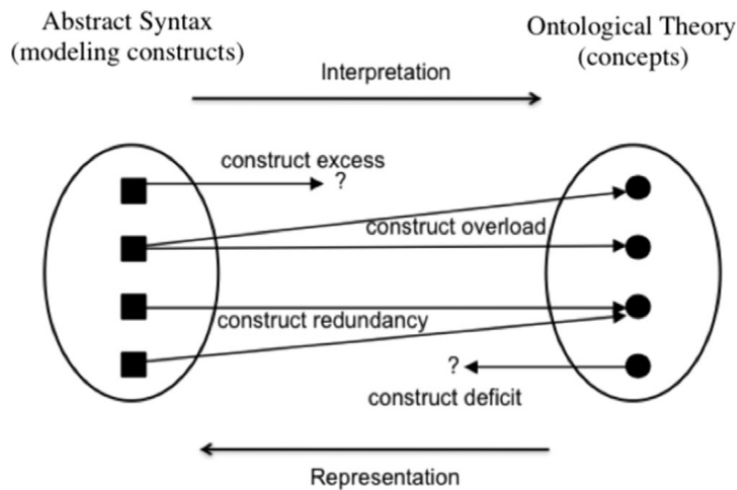 Abstract Syntax
(modeling constructs)
Ontological Theory
(concepts)
Interpretation
construct excess
?
construct overload
construct redundancy
?
construct deficit
Representation